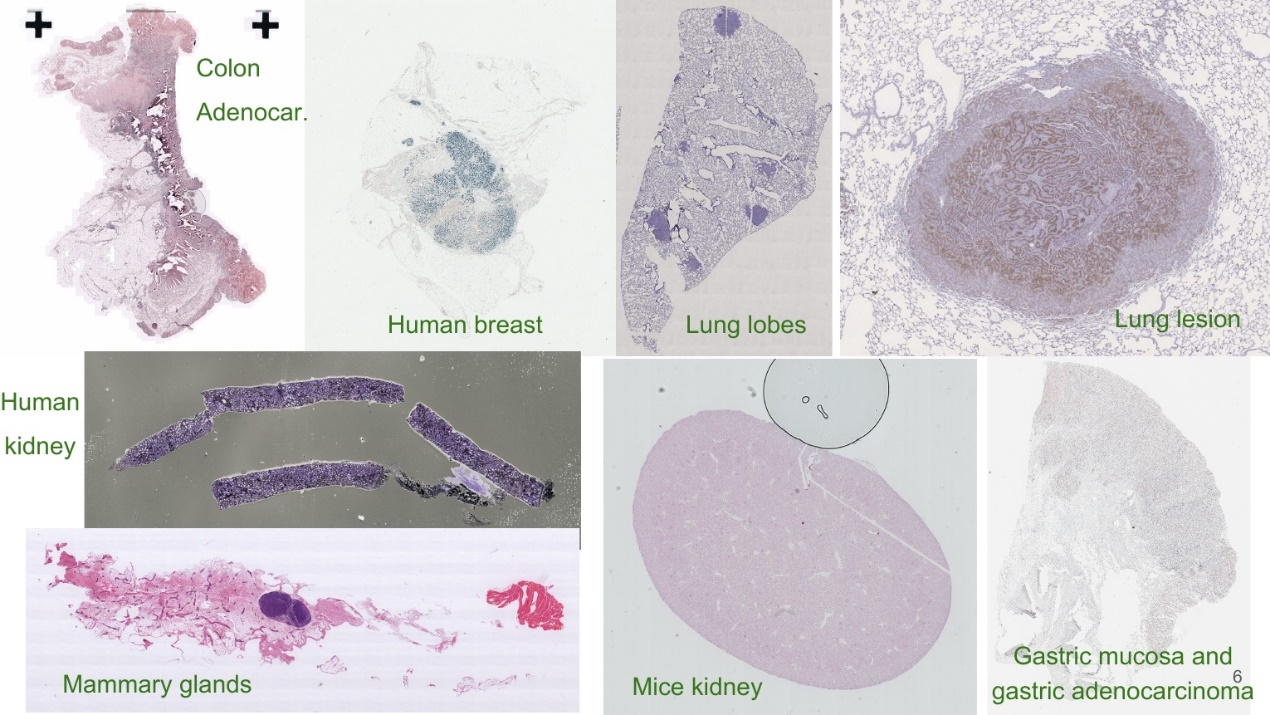 Colon
Adenocar.
Human breast
Lung lobes
Lung lesion
Human
kidney
Mammary glands
Mice kidney
Gastric mucosa and
gastric adenocarcinoma
6